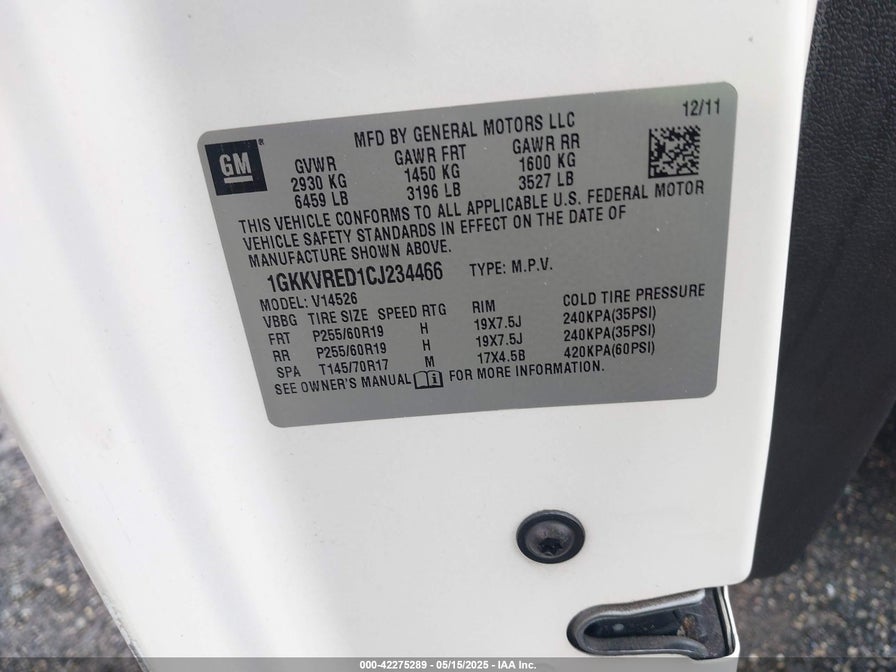 12/11
GM ®
MFD BY GENERAL MOTORS LLC
GVWR GAWR FRT GAWR RR
2930 KG 1450 KG 1600 KG
6459 LB 3196 LB 3527 LB
THIS VEHICLE CONFORMS TO ALL APPLICABLE U.S. FEDERAL MOTOR
VEHICLE SAFETY STANDARDS IN EFFECT ON THE DATE OF
MANUFACTURE SHOWN ABOVE.
1GKKVRED1CJ234466 TYPE: M.P.V.
MODEL: V14526
VBBG TIRE SIZE SPEED RTG RIM COLD TIRE PRESSURE
FRT P255/60R19 H 19X7.5J 240KPA(35PSI)
RR P255/60R19 H 19X7.5J 240KPA(35PSI)
SPA T145/70R17 M 17X4.5B 420KPA(60PSI)
SEE OWNER'S MANUAL FOR MORE INFORMATION.
000-42275289 - 05/15/2025 - IAA Inc.